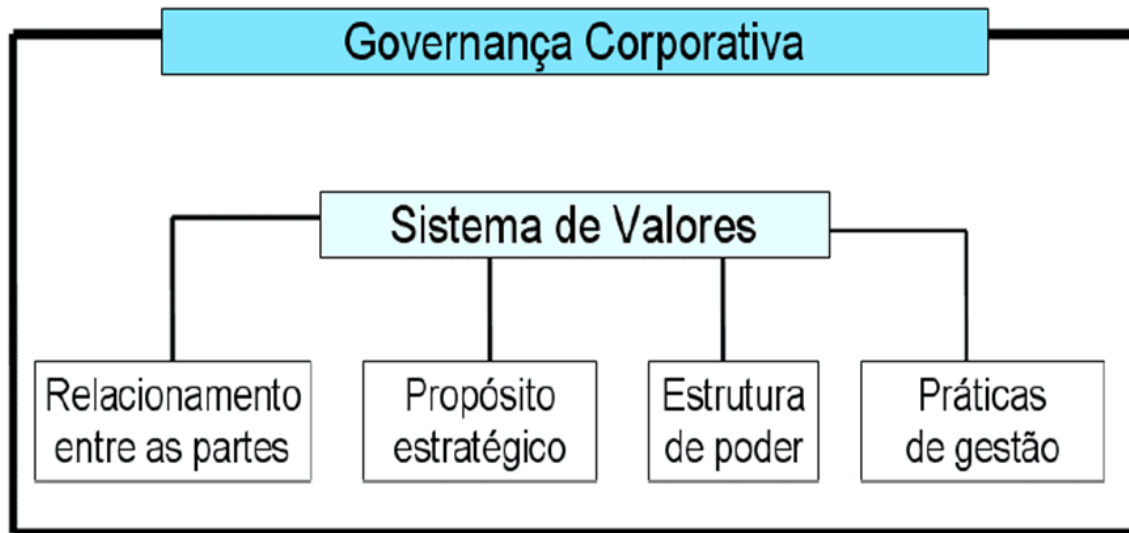 Governança Corporativa
Sistema de Valores
Relacionamento
entre as partes
Propósito
estratégico
Estrutura
de poder
Práticas
de gestão